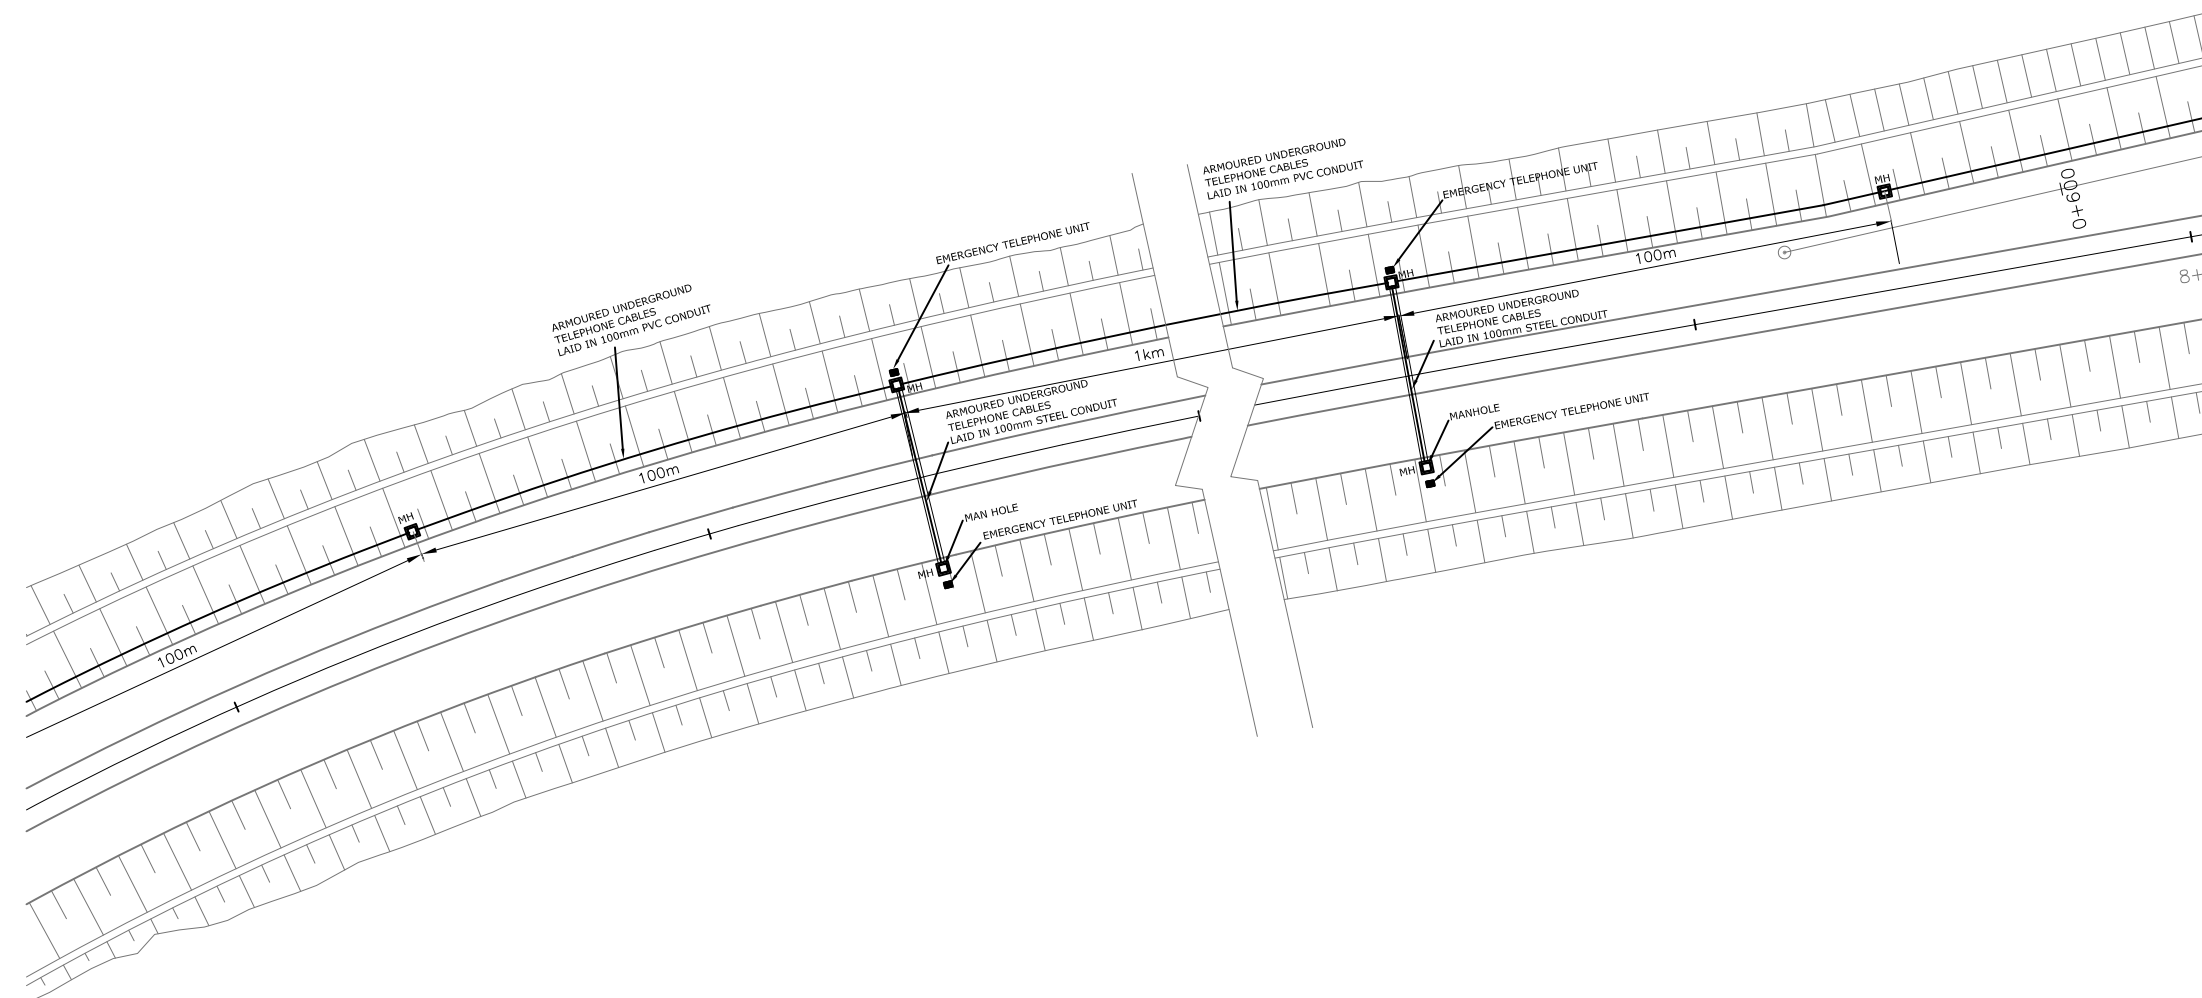 ARMOURED UNDERGROUND
TELEPHONE CABLES
LAID IN 100mm PVC CONDUIT
EMERGENCY TELEPHONE UNIT
MH
100m
0+600
8+
EMERGENCY TELEPHONE UNIT
MH
ARMOURED UNDERGROUND
TELEPHONE CABLES
LAID IN 100mm STEEL CONDUIT
1km
ARMOURED UNDERGROUND
TELEPHONE CABLES
LAID IN 100mm PVC CONDUIT
MH
ARMOURED UNDERGROUND
TELEPHONE CABLES
LAID IN 100mm STEEL CONDUIT
MANHOLE
EMERGENCY TELEPHONE UNIT
MH
100m
MH
MAN HOLE
EMERGENCY TELEPHONE UNIT
MH
100m